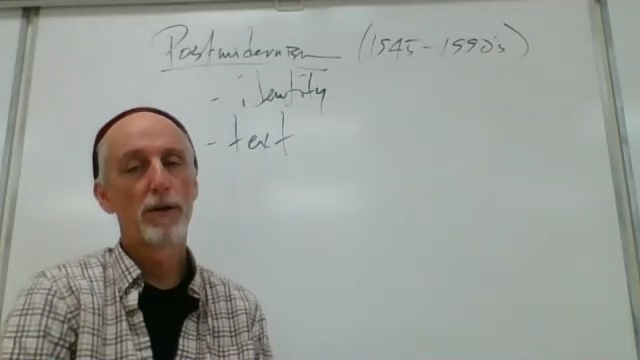 Postmodernism (1945-1990's)
- identity
- text